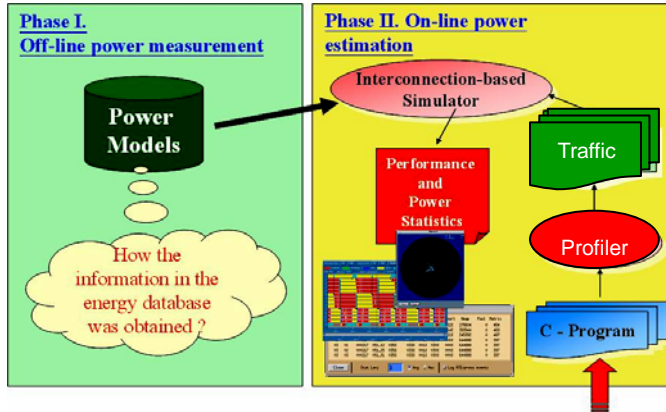 Phase I.
Off-line power measurement
Power
Models
How the
information in the
energy database
was obtained ?
Phase II. On-line power
estimation
Interconnection-based
Simulator
Traffic
Performance
and
Power
Statistics
Profiler
C - Program
Close